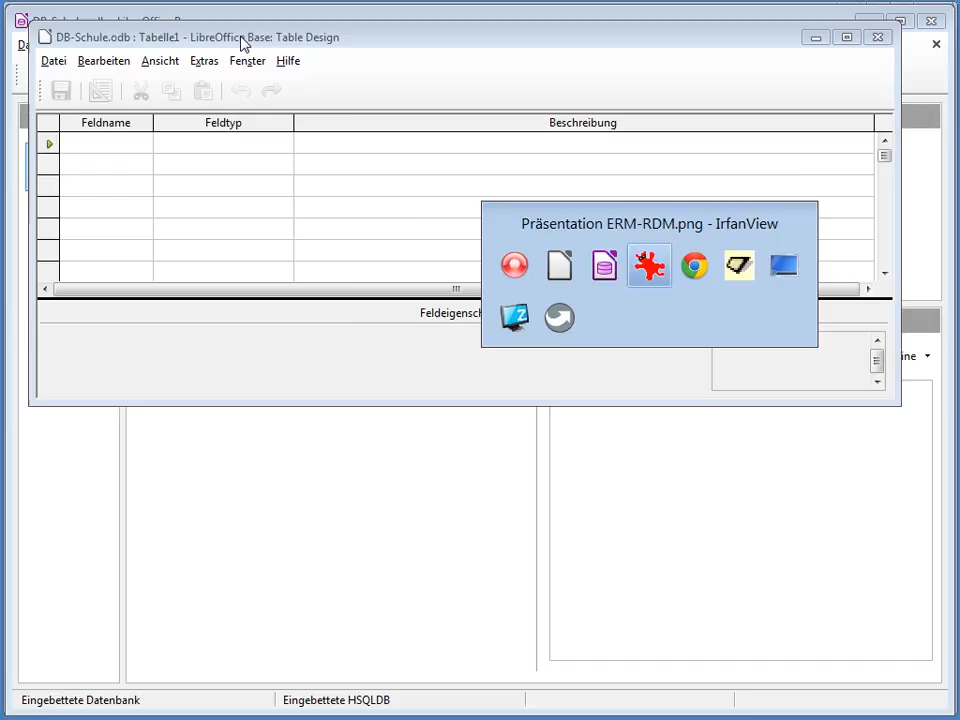 DB-Schule.odb : Tabelle1 - LibreOffice Base: Table Design
Datei Bearbeiten Ansicht Extras Fenster Hilfe
Feldname Feldtyp Beschreibung
Präsentation ERM-RDM.png - IrfanView
Feldeigensch
ine
Eingebettete Datenbank Eingebettete HSQLDB